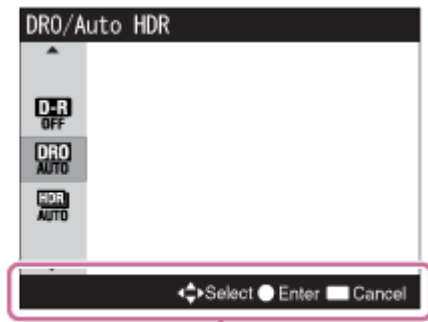 DRO/Auto HDR
D-R
OFF
DRO
AUTO
HDR
AUTO
Select Enter Cancel